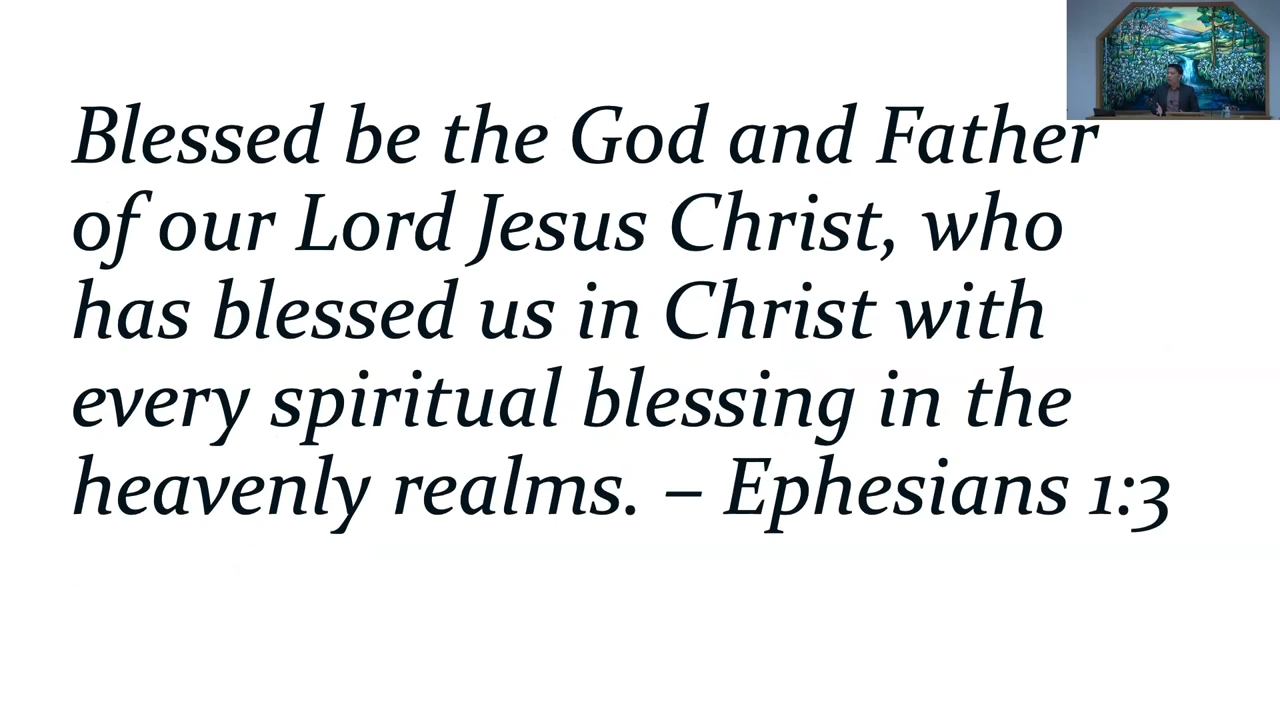 Blessed be the God and Father
of our Lord Jesus Christ, who
has blessed us in Christ with
every spiritual blessing in the
heavenly realms. – Ephesians 1:3